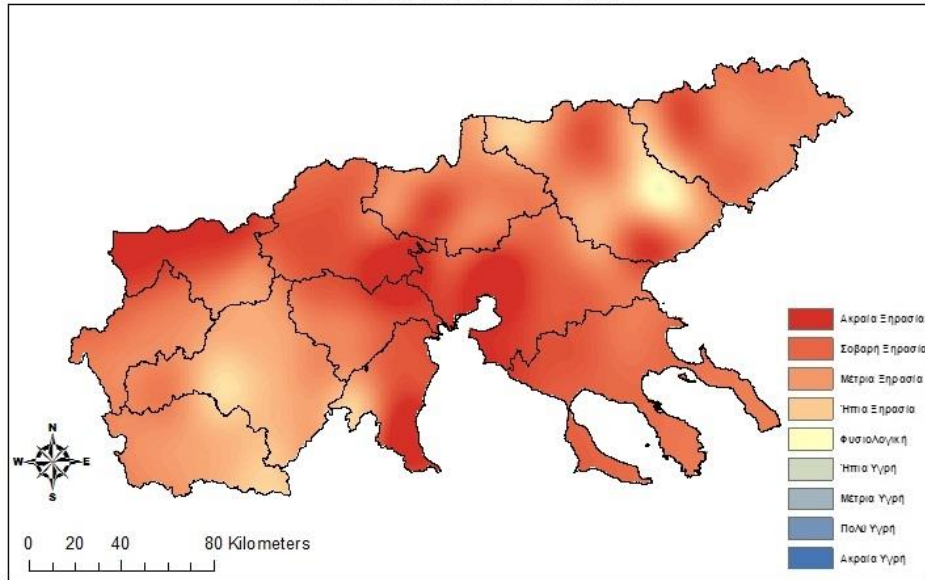 N
W E
S
0 20 40 80 Kilometers
Ακραία Ξηρασία
Σοβαρή Ξηρασία
Μέτρια Ξηρασία
Ήπια Ξηρασία
Φυσιολογική
Ήπια Υγρή
Μέτρια Υγρή
Πολύ Υγρή
Ακραία Υγρή